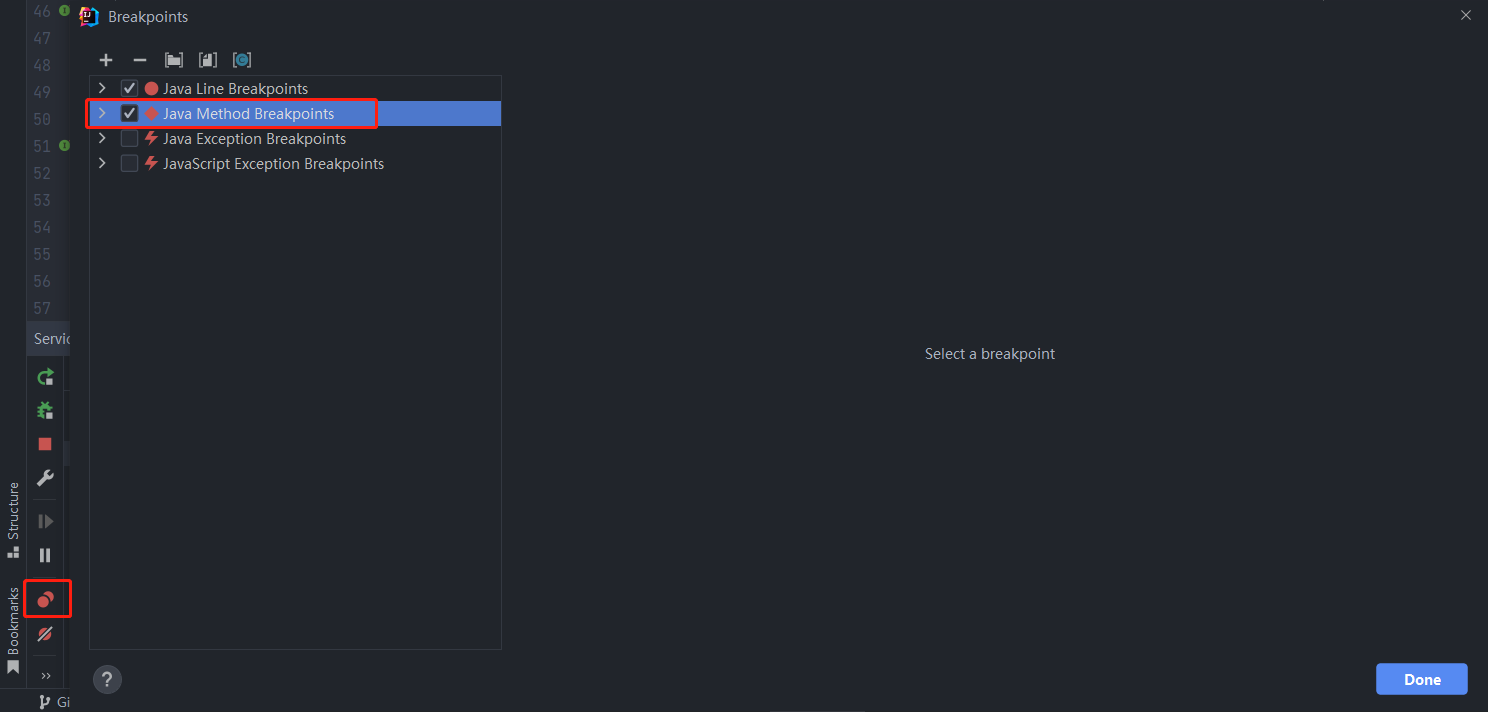 Breakpoints
46
47
48
49
50
51
52
53
54
55
56
57
Java Line Breakpoints
Java Method Breakpoints
Java Exception Breakpoints
JavaScript Exception Breakpoints
Select a breakpoint
Servic
Structure
Bookmarks
?
Done
Gi